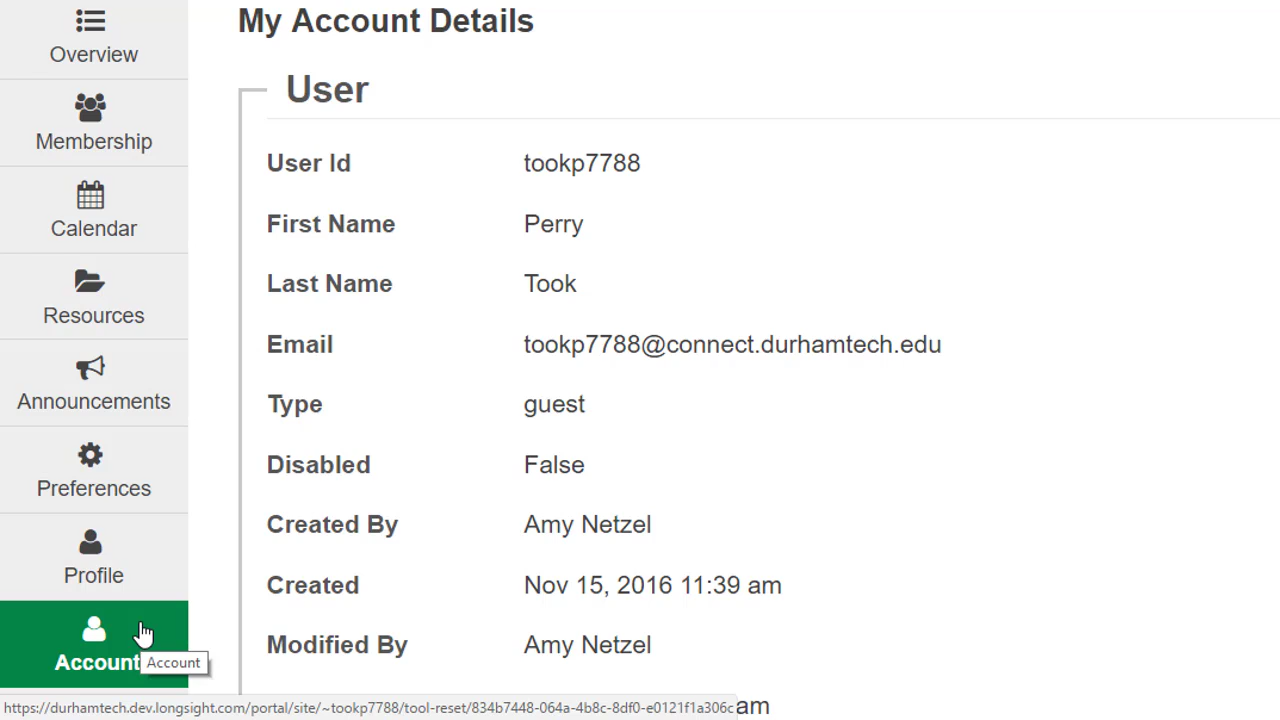 My Account Details
User
Overview
Membership
Calendar
Resources
Announcements
Preferences
Profile
Account
Account
User Id tookp7788
First Name Perry
Last Name Took
Email tookp7788@connect.durhamtech.edu
Type guest
Disabled False
Created By Amy Netzel
Created Nov 15, 2016 11:39 am
Modified By Amy Netzel
am
https://durhamtech.dev.longsight.com/portal/site/~tookp7788/tool-reset/834b7448-064a-4b8c-8df0-e0121f1a306c